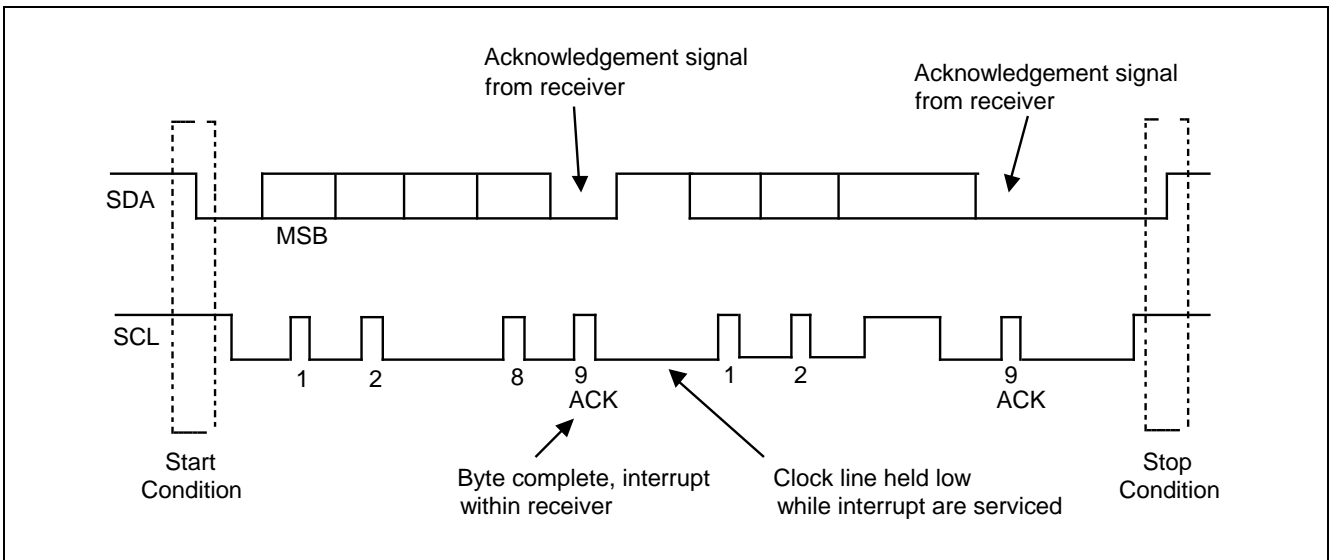 Acknowledgement signal
from receiver
Acknowledgement signal
from receiver
SDA
MSB
SCL
1
2
8
9
1
2
9
ACK
ACK
Start
Condition
Byte complete, interrupt
within receiver
Clock line held low
while interrupt are serviced
Stop
Condition